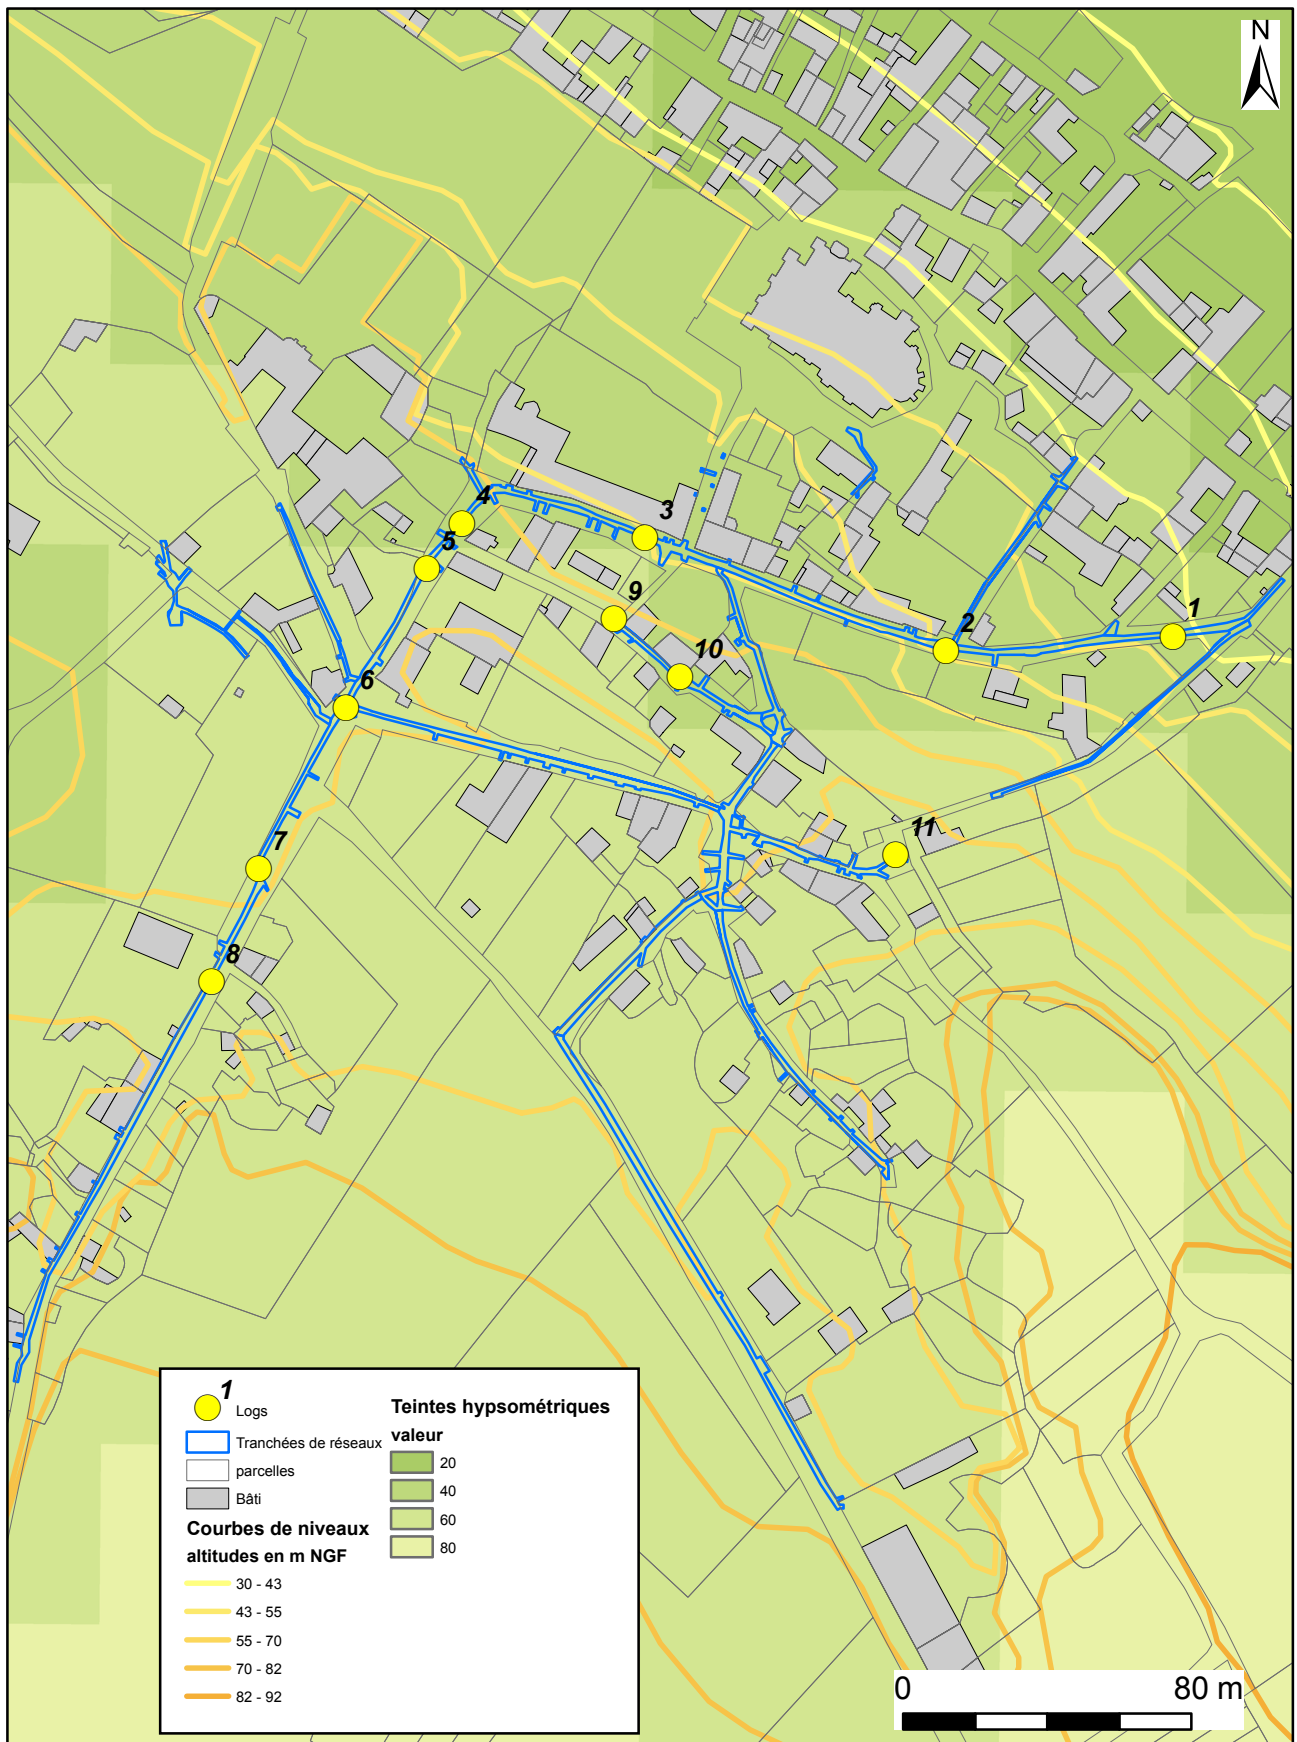 N
4
3
5
9
1
2
10
6
11
7
8
1
Logs
Tranchées de réseaux
parcelles
Bâti
Courbes de niveaux
altitudes en m NGF
30 - 43
43 - 55
55 - 70
70 - 82
82 - 92
Teintes hypsométriques
valeur
20
40
60
80
0 80 m